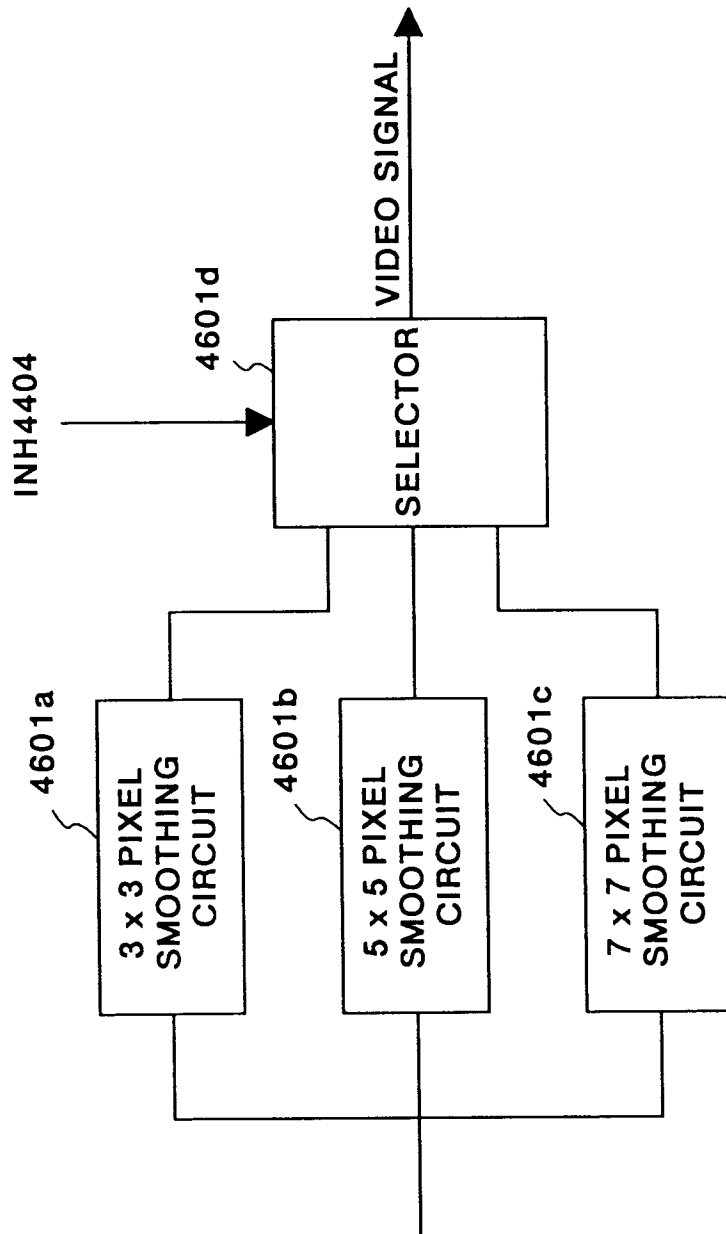 INH4404
4601a
3 x 3 PIXEL
SMOOTHING
CIRCUIT
4601b
5 x 5 PIXEL
SMOOTHING
CIRCUIT
4601c
7 x 7 PIXEL
SMOOTHING
CIRCUIT
4601d
SELECTOR
VIDEO SIGNAL